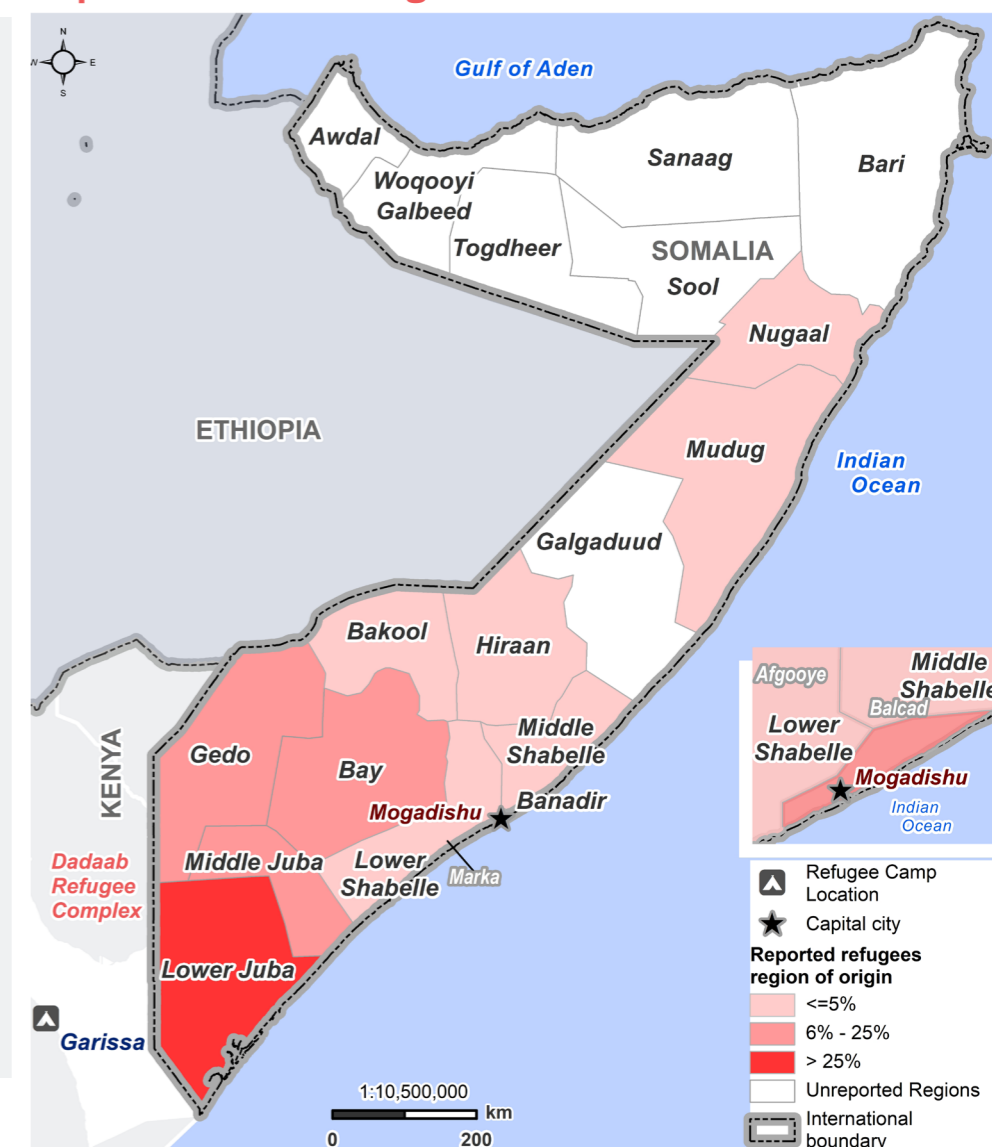 N
W
E
S
Gulf of Aden
Awdal
Woqooyi
Galbeed
Togdheer
Sanaag
Bari
SOMALIA
Sool
Nugaal
ETHIOPIA
Mudug
Indian
Ocean
Galgaduud
Bakool
Hiraan
Middle
Shabelle
Gedo
Bay
KENYA
Mogadishu
Banadir
Middle Juba
Lower
Shabelle
Marka
Dadaab
Refugee
Complex
Lower Juba
Garissa
Afgooye
Middle
Shabelle
Balcad
Lower
Shabelle
Mogadishu
Indian
Ocean
Refugee Camp
Location
Capital city
Reported refugees
region of origin
<=5%
6% - 25%
> 25%
Unreported Regions
International
boundary
1:10,500,000
km
0 200